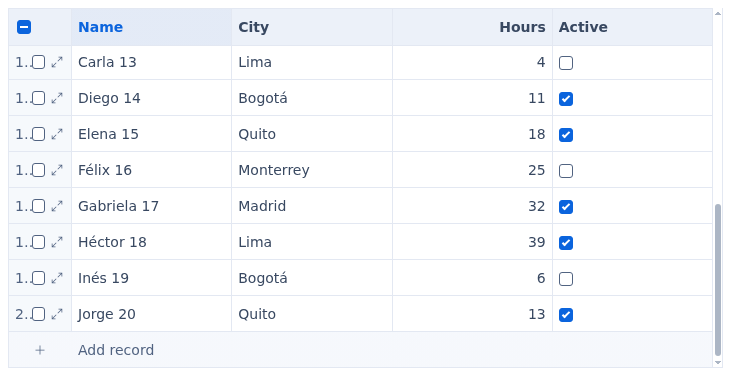 Name City Hours Active
1.. Carla 13 Lima 4
1.. Diego 14 Bogotá 11
1.. Elena 15 Quito 18
1.. Félix 16 Monterrey 25
1.. Gabriela 17 Madrid 32
1.. Héctor 18 Lima 39
1.. Inés 19 Bogotá 6
2.. Jorge 20 Quito 13
+ Add record